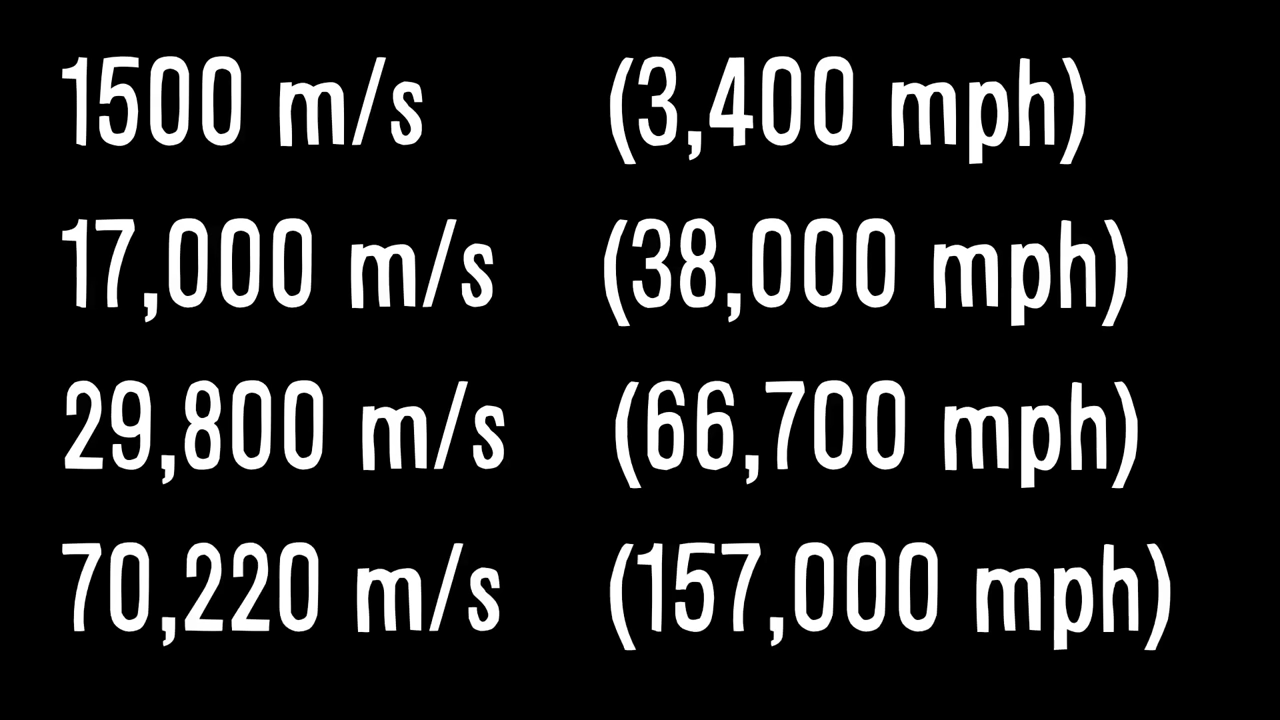 1500 m/s (3,400 mph)
17,000 m/s (38,000 mph)
29,800 m/s (66,700 mph)
70,220 m/s (157,000 mph)